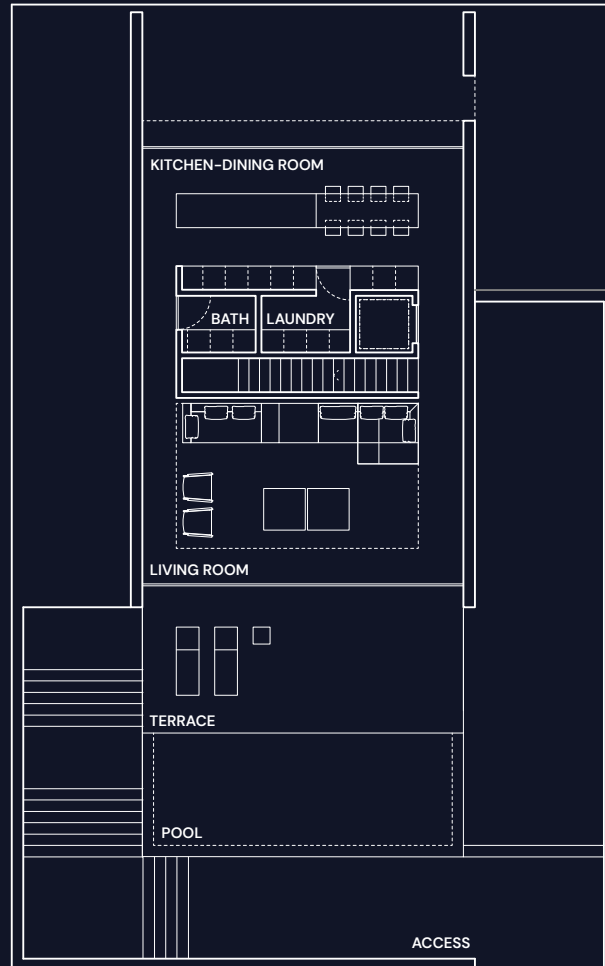 KITCHEN-DINING ROOM
BATH
LAUNDRY
LIVING ROOM
TERRACE
POOL
ACCESS